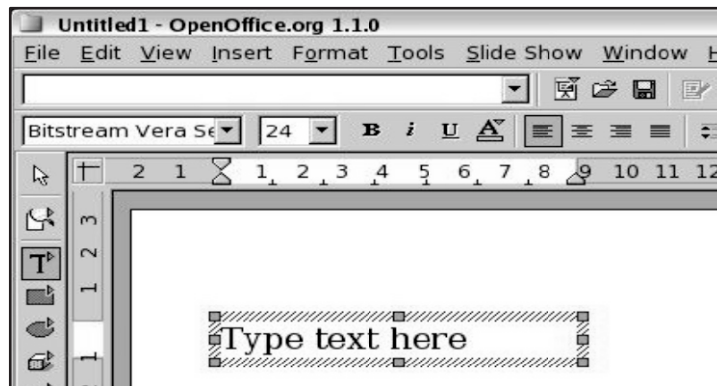 Untitled1 - OpenOffice.org 1.1.0
File Edit View Insert Format Tools Slide Show Window
Bitstream Vera Se 24 B i U A
2 1 1 2 3 4 5 6 7 8 9 10 11 12
3
2
T
1
Type text here
1